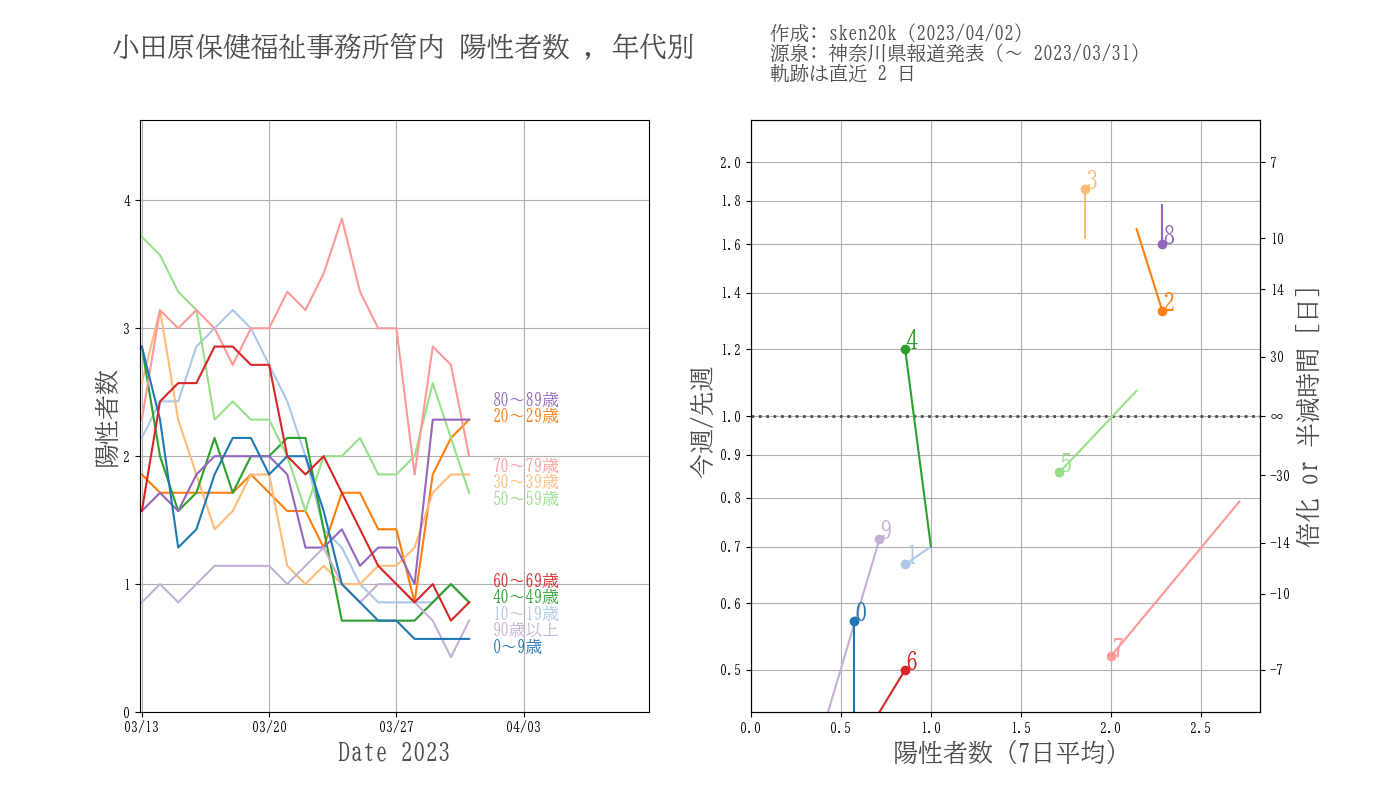 小田原保健福祉事務所管内 陽性者数 , 年代別
作成: sken20k (2023/04/02)
源泉: 神奈川県報道発表 (～ 2023/03/31)
軌跡は直近 2 日
陽性者数
4
3
2
1
0
03/13
03/20
03/27
04/03
Date 2023
80～89歳
20～29歳
70～79歳
30～39歳
50～59歳
60～69歳
40～49歳
10～19歳
90歳以上
0～9歳
今週/先週
2.0
1.8
1.6
1.4
1.2
1.0
0.9
0.8
0.7
0.6
0.5
0.0
0.5
1.0
1.5
2.0
2.5
陽性者数 (7日平均)
3
8
2
4
5
9
1
0
6
7
7
10
14
30
∞
-30
-14
-10
-7
倍化 or 半減時間 [日]